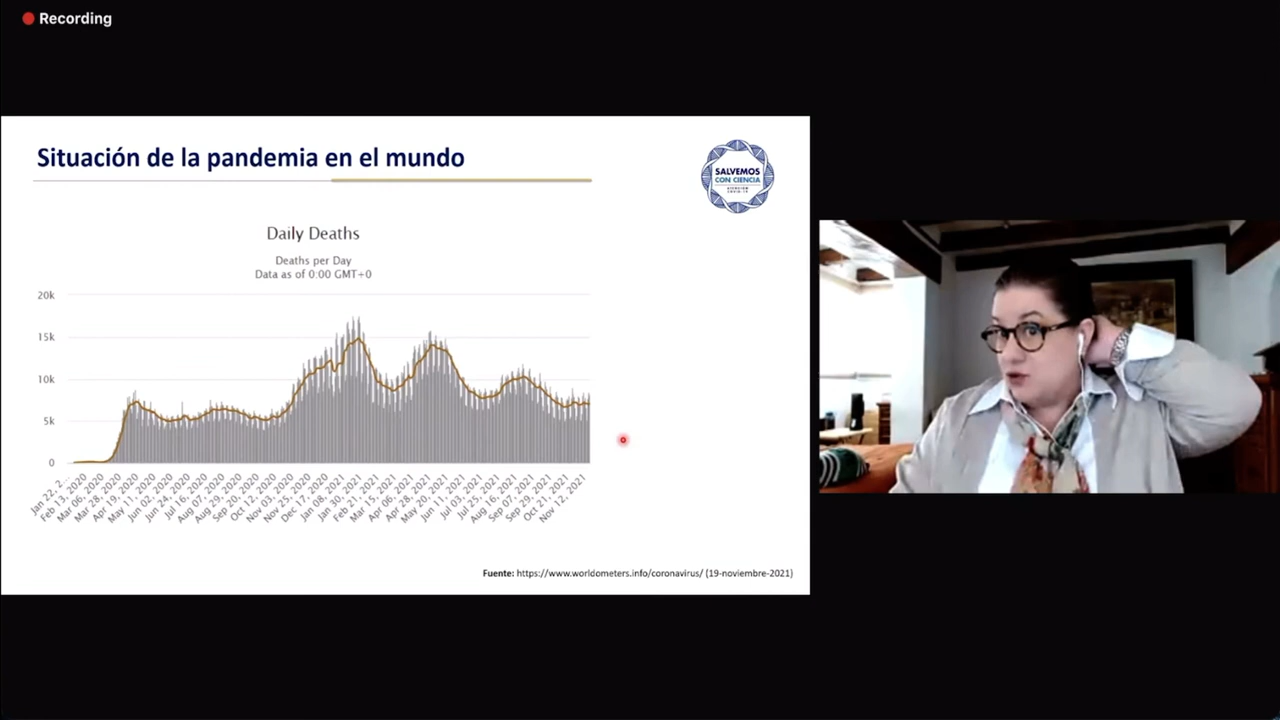 Recording
Situación de la pandemia en el mundo
SALVEMOS
CON CIENCIA
ATENCIÓN
COVID-19
Daily Deaths
Deaths per Day
Data as of 0:00 GMT+0
20k
15k
10k
5k
0
Jan 22, 2...
Feb 13, 2020
Mar 06, 2020
Mar 28, 2020
Apr 19, 2020
May 11, 2020
Jun 02, 2020
Jun 24, 2020
Jul 16, 2020
Aug 07, 2020
Aug 29, 2020
Sep 20, 2020
Oct 12, 2020
Nov 03, 2020
Nov 25, 2020
Dec 17, 2020
Jan 08, 2021
Jan 30, 2021
Feb 21, 2021
Mar 15, 2021
Apr 06, 2021
Apr 28, 2021
May 20, 2021
Jun 11, 2021
Jul 03, 2021
Jul 25, 2021
Aug 16, 2021
Sep 07, 2021
Sep 29, 2021
Oct 21, 2021
Nov 12, 2021
Fuente: https://www.worldometers.info/coronavirus/ (19-noviembre-2021)